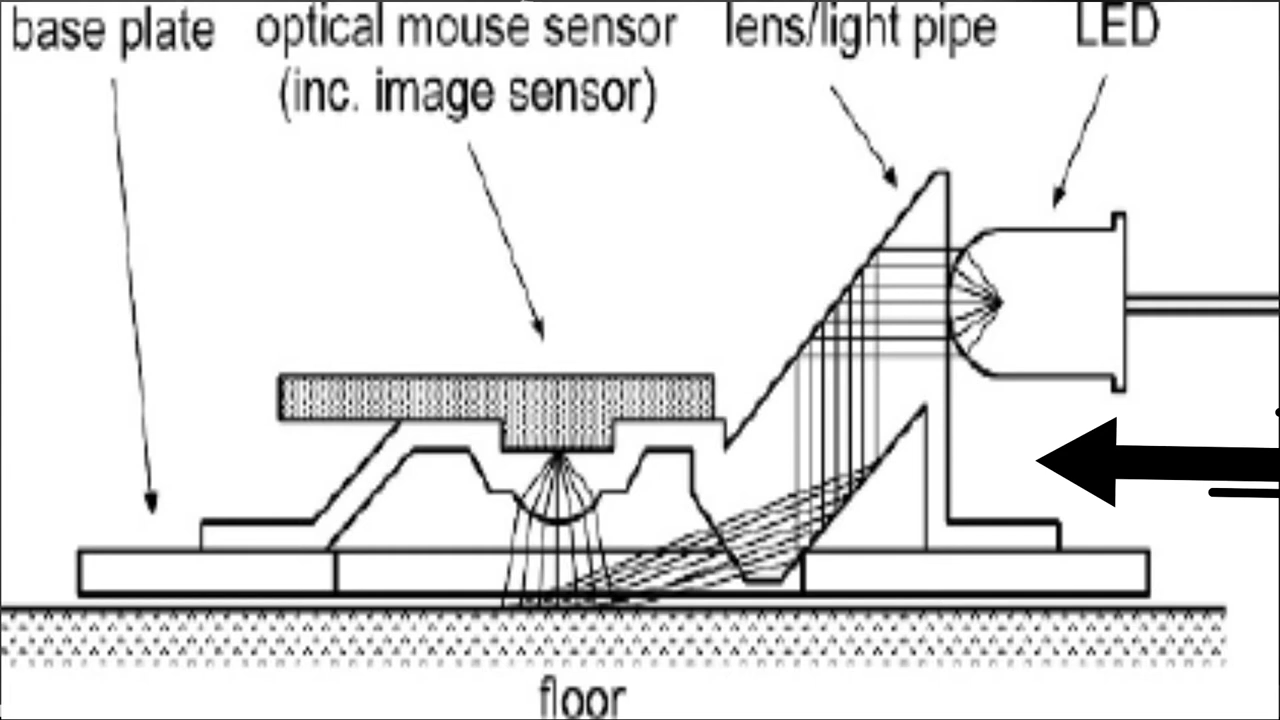 base plate
optical mouse sensor
(inc. image sensor)
lens/light pipe
LED
floor